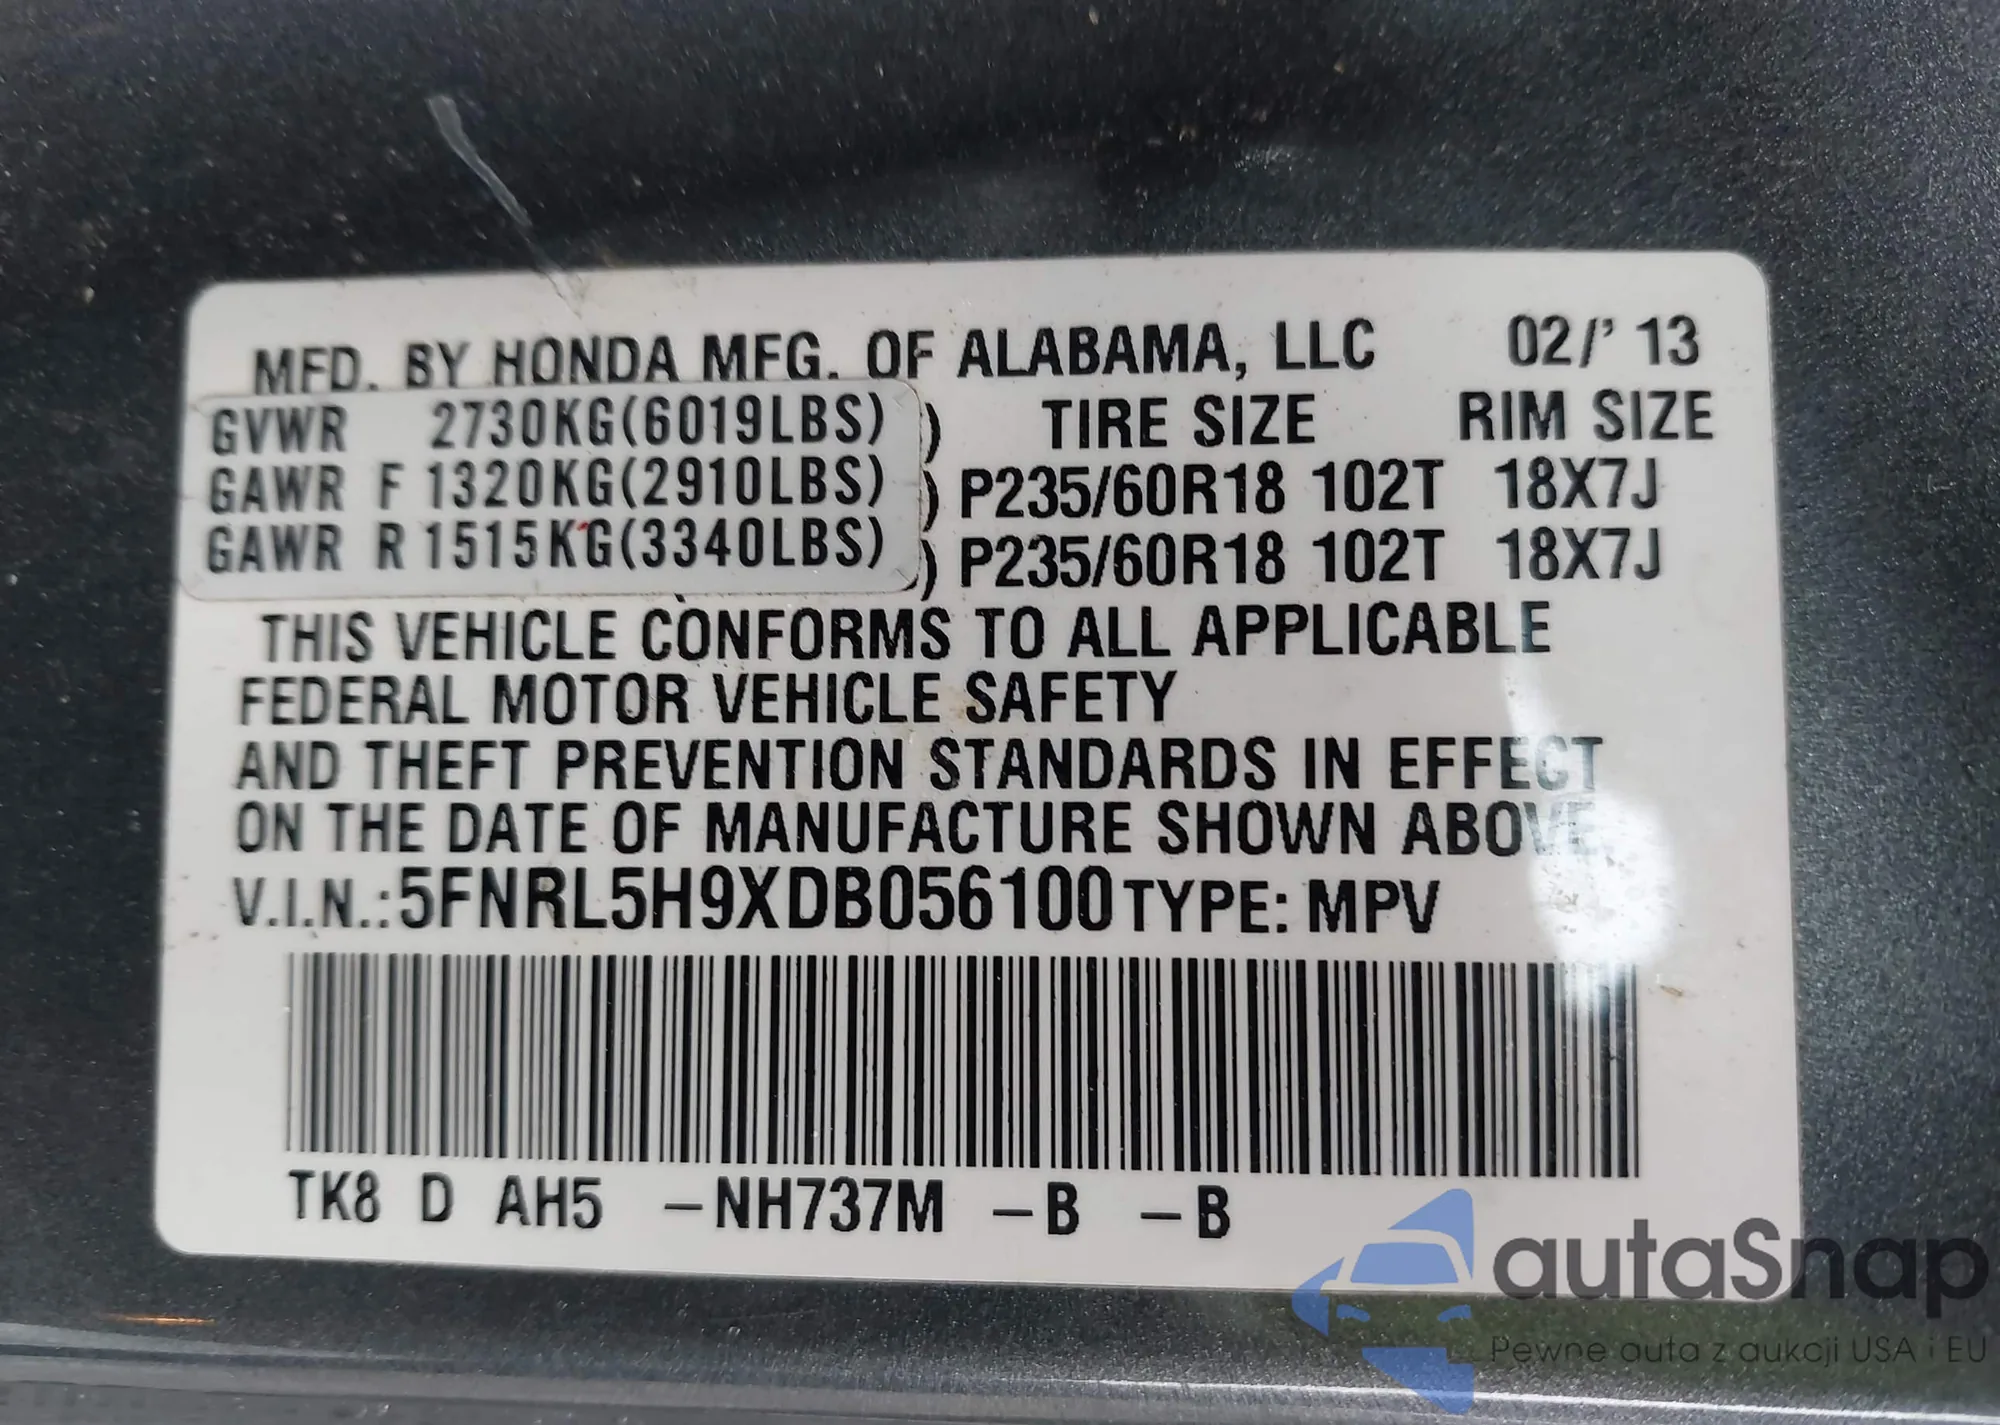 MFD. BY HONDA MFG. OF ALABAMA, LLC 02/' 13
GVWR 2730KG(6019LBS) ) TIRE SIZE RIM SIZE
GAWR F 1320KG(2910LBS) ) P235/60R18 102T 18X7J
GAWR R 1515KG(3340LBS) ) P235/60R18 102T 18X7J
THIS VEHICLE CONFORMS TO ALL APPLICABLE
FEDERAL MOTOR VEHICLE SAFETY
AND THEFT PREVENTION STANDARDS IN EFFECT
ON THE DATE OF MANUFACTURE SHOWN ABOVE.
V.I.N.:5FNRL5H9XDB056100 TYPE: MPV
TK8 D AH5 –NH737M –B –B
autaSnap
Pewne auta z aukcji USA i EU